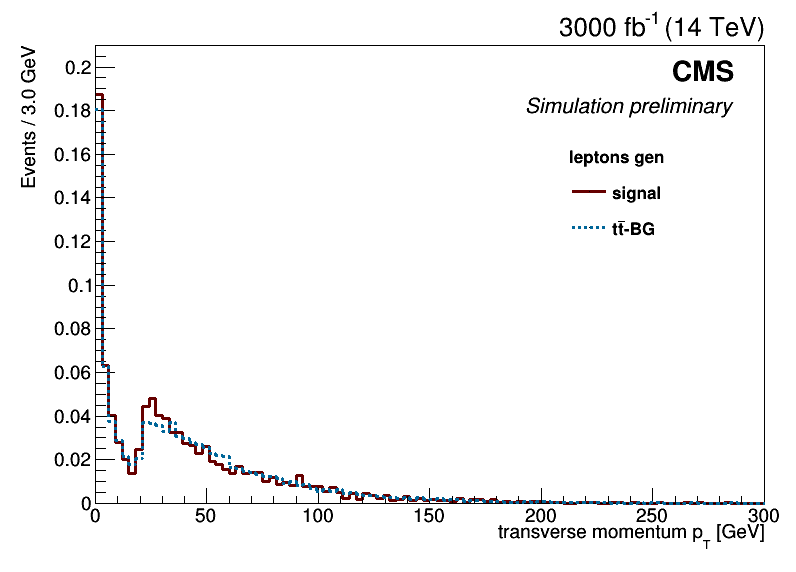 3000 fb⁻¹ (14 TeV)
Events / 3.0 GeV
CMS
Simulation preliminary
leptons gen
signal
tt̄-BG
0.2
0.18
0.16
0.14
0.12
0.1
0.08
0.06
0.04
0.02
0
0 50 100 150 200 250 300
transverse momentum p_T [GeV]